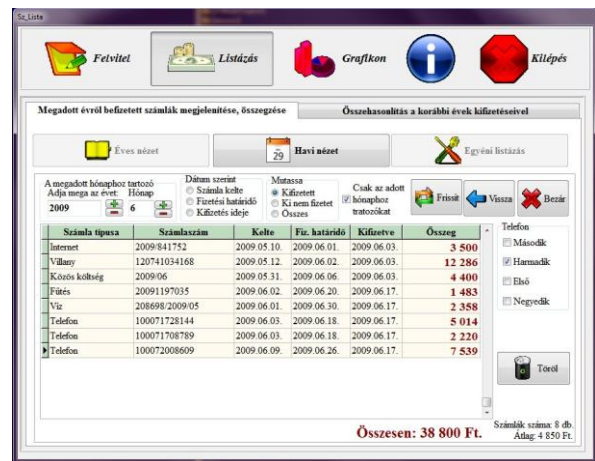 Sz_Lista
Felvitel
Listázás
Grafikon
Kilépés
Megadott évről befizetett számlák megjelenítése, összegzése
Összehasonlítás a korábbi évek kifizetéseivel
Éves nézet
29
Havi nézet
Egyéni listázás
A megadott hónaphoz tartozó
Adja mega az évet: Hónap
2009 6
Dátum szerint
Számla kelte
Fizetési határidő
Kifizetés ideje
Mutassa
Kifizetett
Ki nem fizetet
Összes
Csak az adott
hónaphoz
tratozókat
Frissít
Vissza
Bezár
Számla típusa Számlaszám Kelte Fiz. határidő Kifizetve Összeg
Internet 2009/841752 2009.05.10. 2009.06.01. 2009.06.03. 3 500
Villany 120741034168 2009.05.12. 2009.06.02. 2009.06.03. 12 286
Közös költség 2009/06 2009.05.31. 2009.06.06. 2009.06.03. 4 400
Fűtés 20091197035 2009.06.02. 2009.06.20. 2009.06.17. 1 483
Víz 208698/2009/05 2009.06.01. 2009.06.30. 2009.06.17. 2 358
Telefon 100071728144 2009.06.03. 2009.06.18. 2009.06.17. 5 014
Telefon 100071708789 2009.06.03. 2009.06.18. 2009.06.17. 2 220
Telefon 100072008609 2009.06.09. 2009.06.26. 2009.06.17. 7 539
Telefon
Második
Harmadik
Első
Negyedik
Töröl
Összesen: 38 800 Ft.
Számlák száma: 8 db.
Átlag: 4 850 Ft.